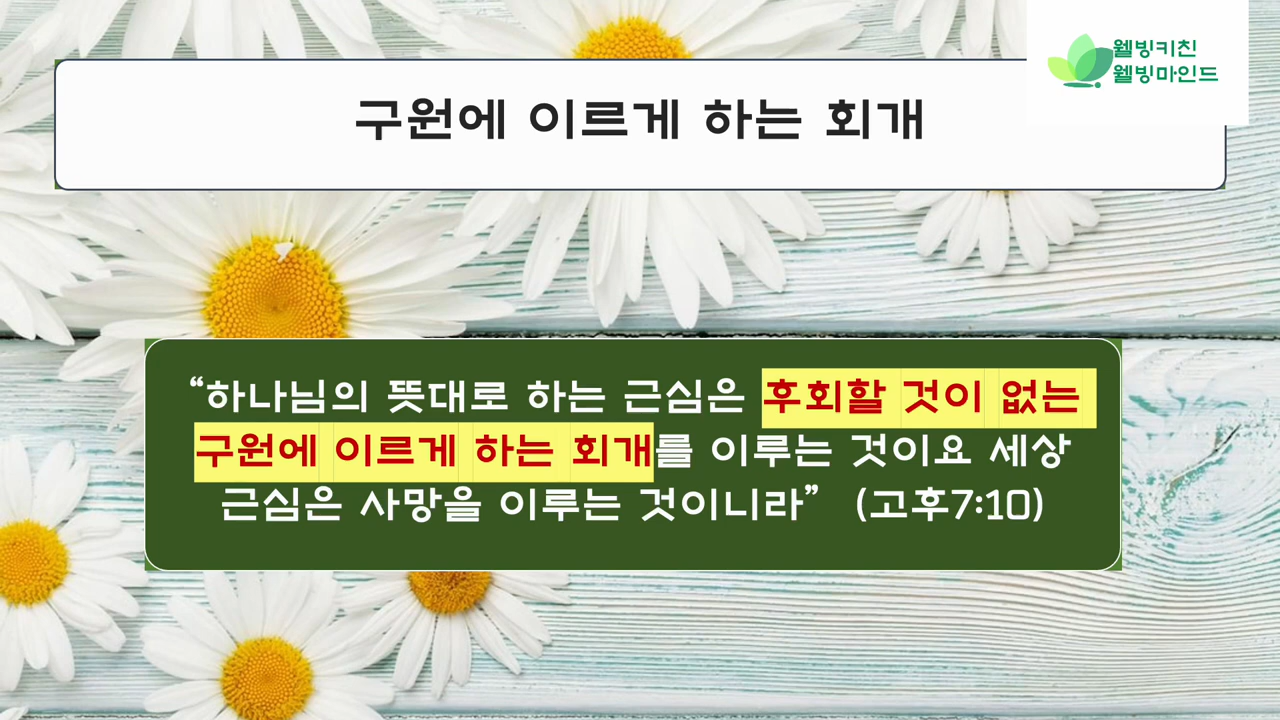 웰빙키친
웰빙마인드
구원에 이르게 하는 회개
“하나님의 뜻대로 하는 근심은 후회할 것이 없는
구원에 이르게 하는 회개를 이루는 것이요 세상
근심은 사망을 이루는 것이니라” (고후7:10)